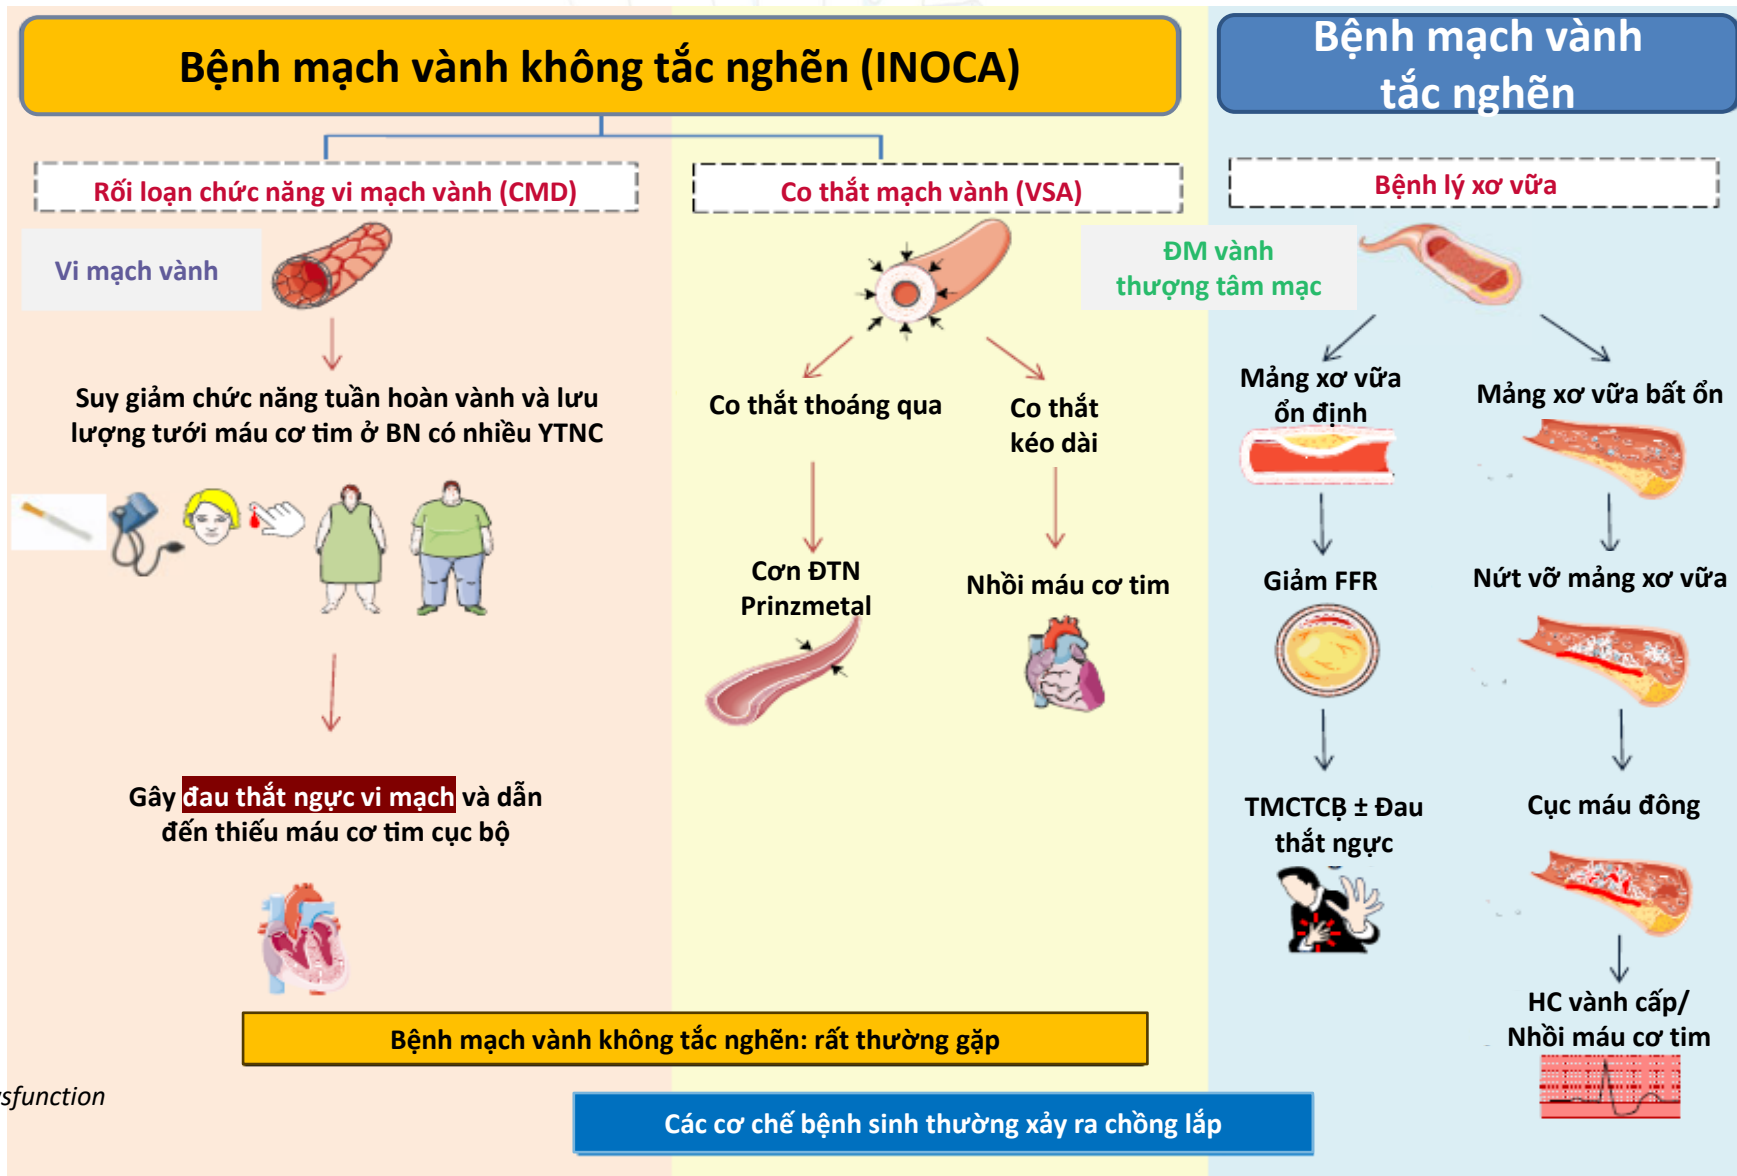 Bệnh mạch vành không tắc nghẽn (INOCA)
Bệnh mạch vành
tắc nghẽn
Rối loạn chức năng vi mạch vành (CMD)
Co thắt mạch vành (VSA)
Bệnh lý xơ vữa
Vi mạch vành
ĐM vành
thượng tâm mạc
Suy giảm chức năng tuần hoàn vành và lưu
lượng tưới máu cơ tim ở BN có nhiều YTNC
Gây đau thắt ngực vi mạch và dẫn
đến thiếu máu cơ tim cục bộ
Co thắt thoáng qua
Co thắt
kéo dài
Cơn ĐTN
Prinzmetal
Nhồi máu cơ tim
Mảng xơ vữa
ổn định
Giảm FFR
TMCTCB ± Đau
thắt ngực
Mảng xơ vữa bất ổn
Nứt vỡ mảng xơ vữa
Cục máu đông
HC vành cấp/
Nhồi máu cơ tim
Bệnh mạch vành không tắc nghẽn: rất thường gặp
sfunction
Các cơ chế bệnh sinh thường xảy ra chồng lắp